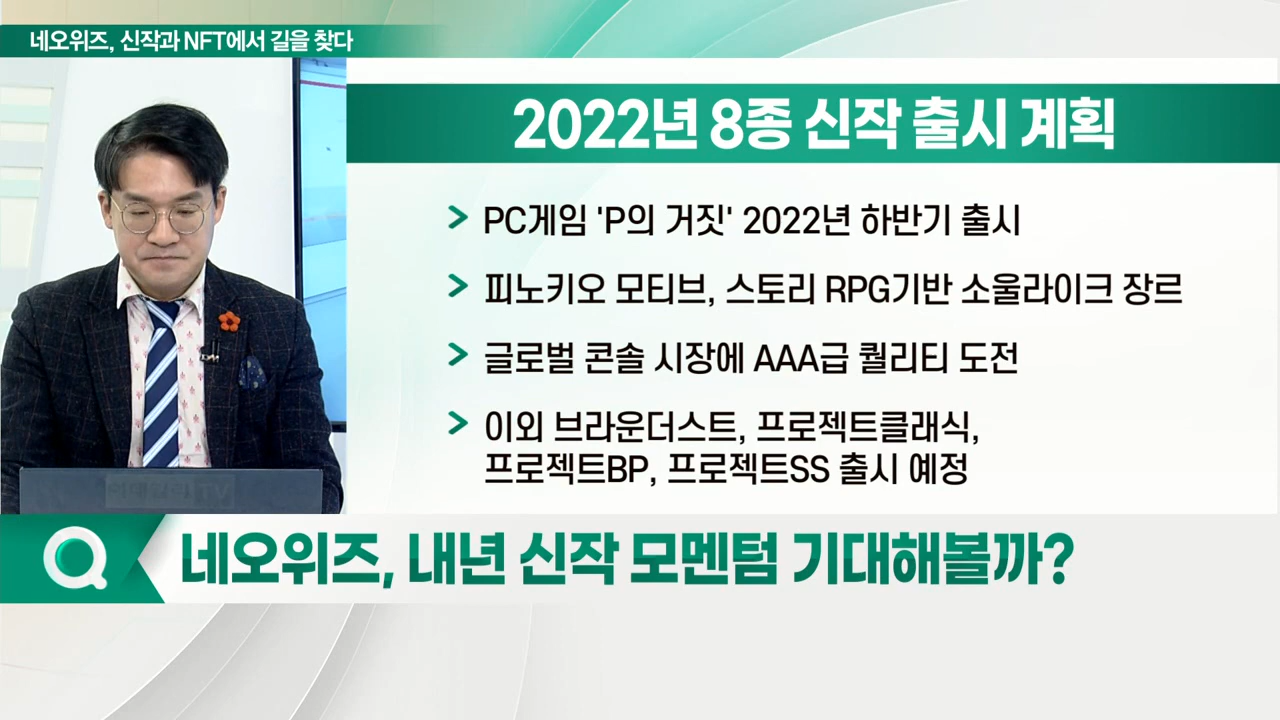 네오위즈, 신작과 NFT에서 길을 찾다
2022년 8종 신작 출시 계획
PC게임 'P의 거짓' 2022년 하반기 출시
피노키오 모티브, 스토리 RPG기반 소울라이크 장르
글로벌 콘솔 시장에 AAA급 퀄리티 도전
이외 브라운더스트, 프로젝트클래식,
프로젝트BP, 프로젝트SS 출시 예정
네오위즈, 내년 신작 모멘텀 기대해볼까?